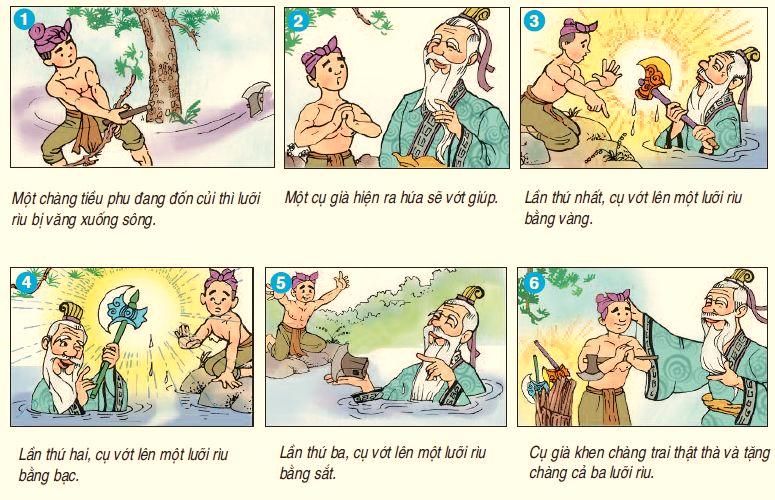 1
Một chàng tiều phu đang đốn củi thì lưỡi
rìu bị văng xuống sông.
2
Một cụ già hiện ra hứa sẽ vớt giúp.
3
Lần thứ nhất, cụ vớt lên một lưỡi rìu
bằng vàng.
4
Lần thứ hai, cụ vớt lên một lưỡi rìu
bằng bạc.
5
Lần thứ ba, cụ vớt lên một lưỡi rìu
bằng sắt.
6
Cụ già khen chàng trai thật thà và tặng
chàng cả ba lưỡi rìu.